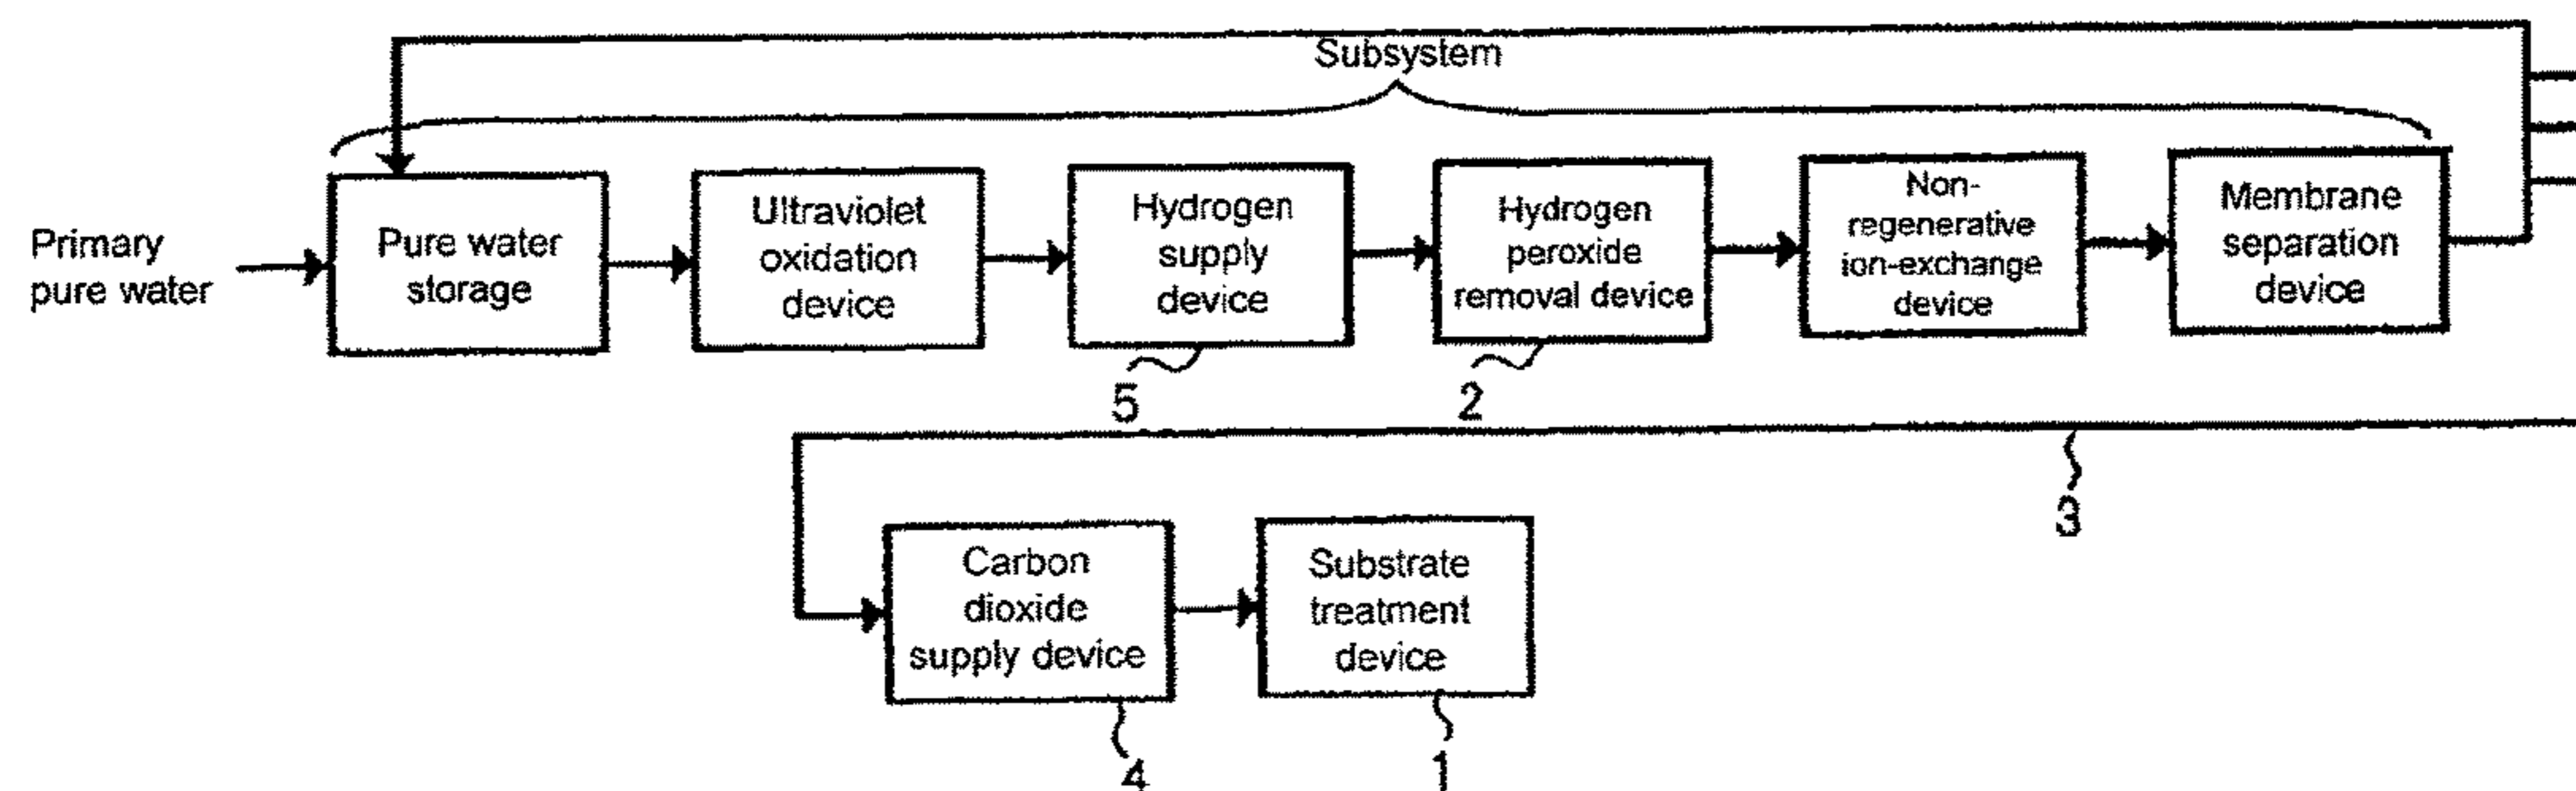 Subsystem
Primary
pure water
Pure water
storage
Ultraviolet
oxidation
device
Hydrogen
supply
device
Hydrogen
peroxide
removal device
Non-
regenerative
ion-exchange
device
Membrane
separation
device
5
2
3
Carbon
dioxide
supply device
Substrate
treatment
device
4
1